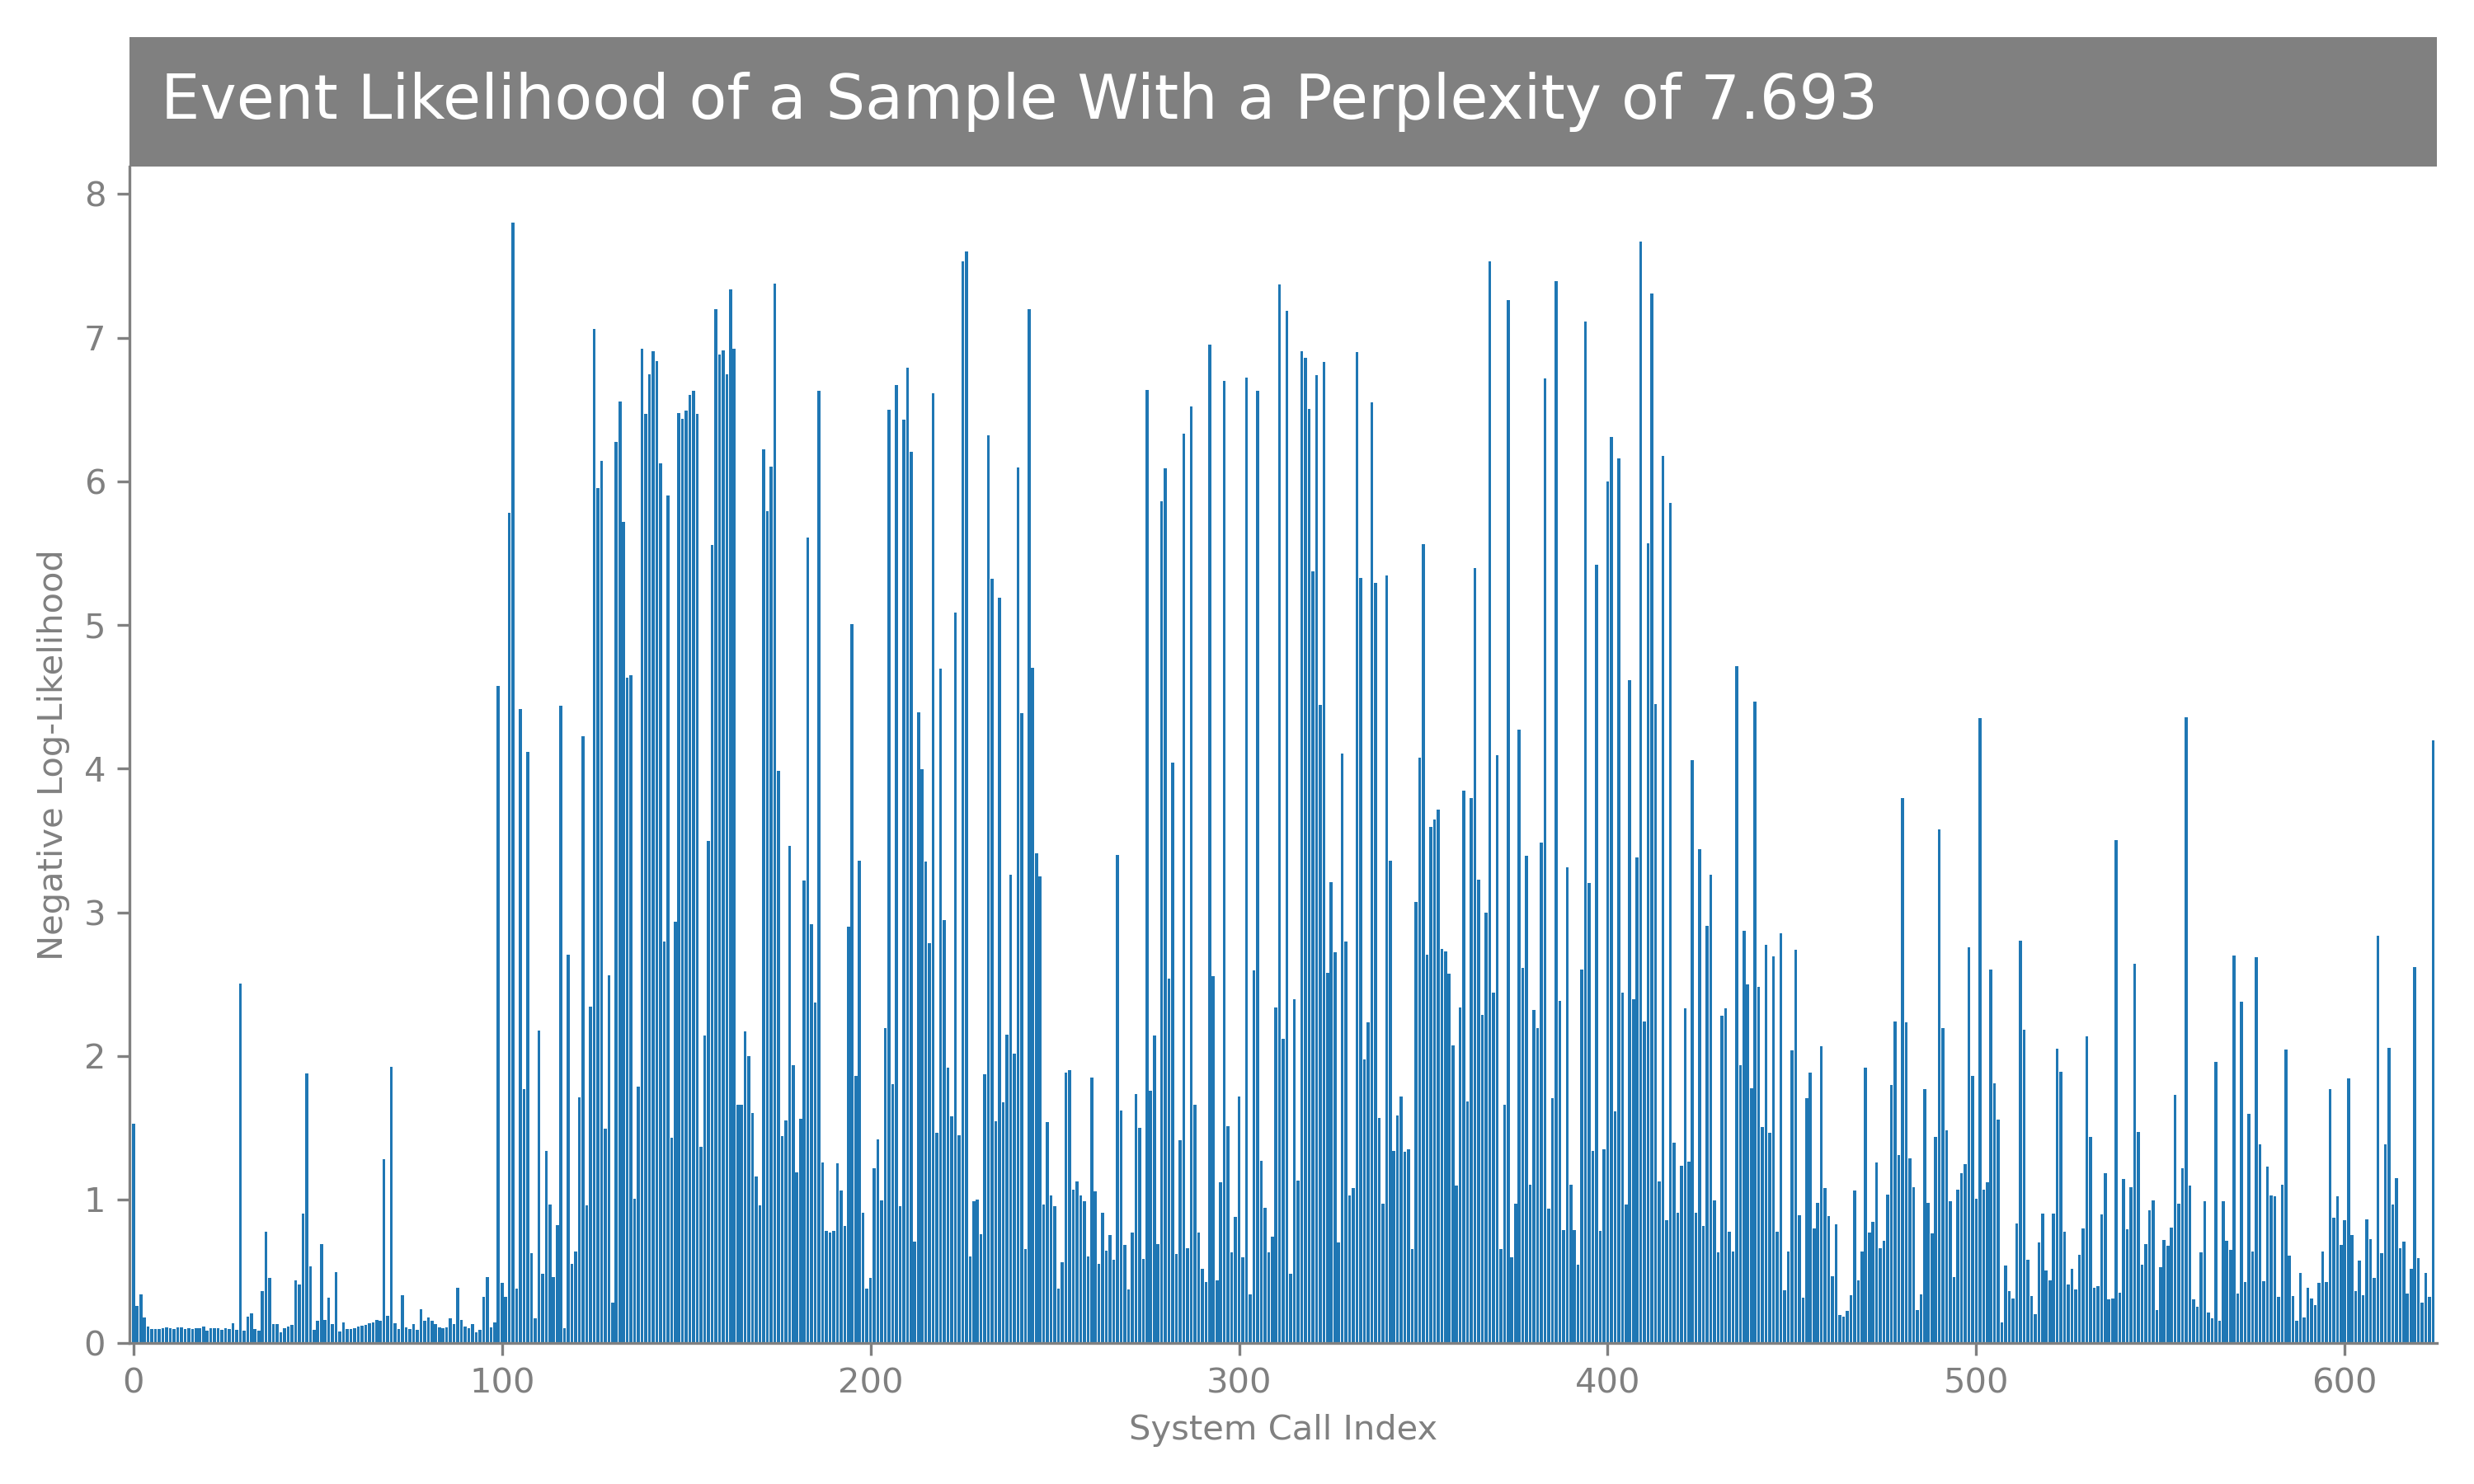 Event Likelihood of a Sample With a Perplexity of 7.693
8
7
6
5
4
3
2
1
0
Negative Log-Likelihood
0 100 200 300 400 500 600
System Call Index